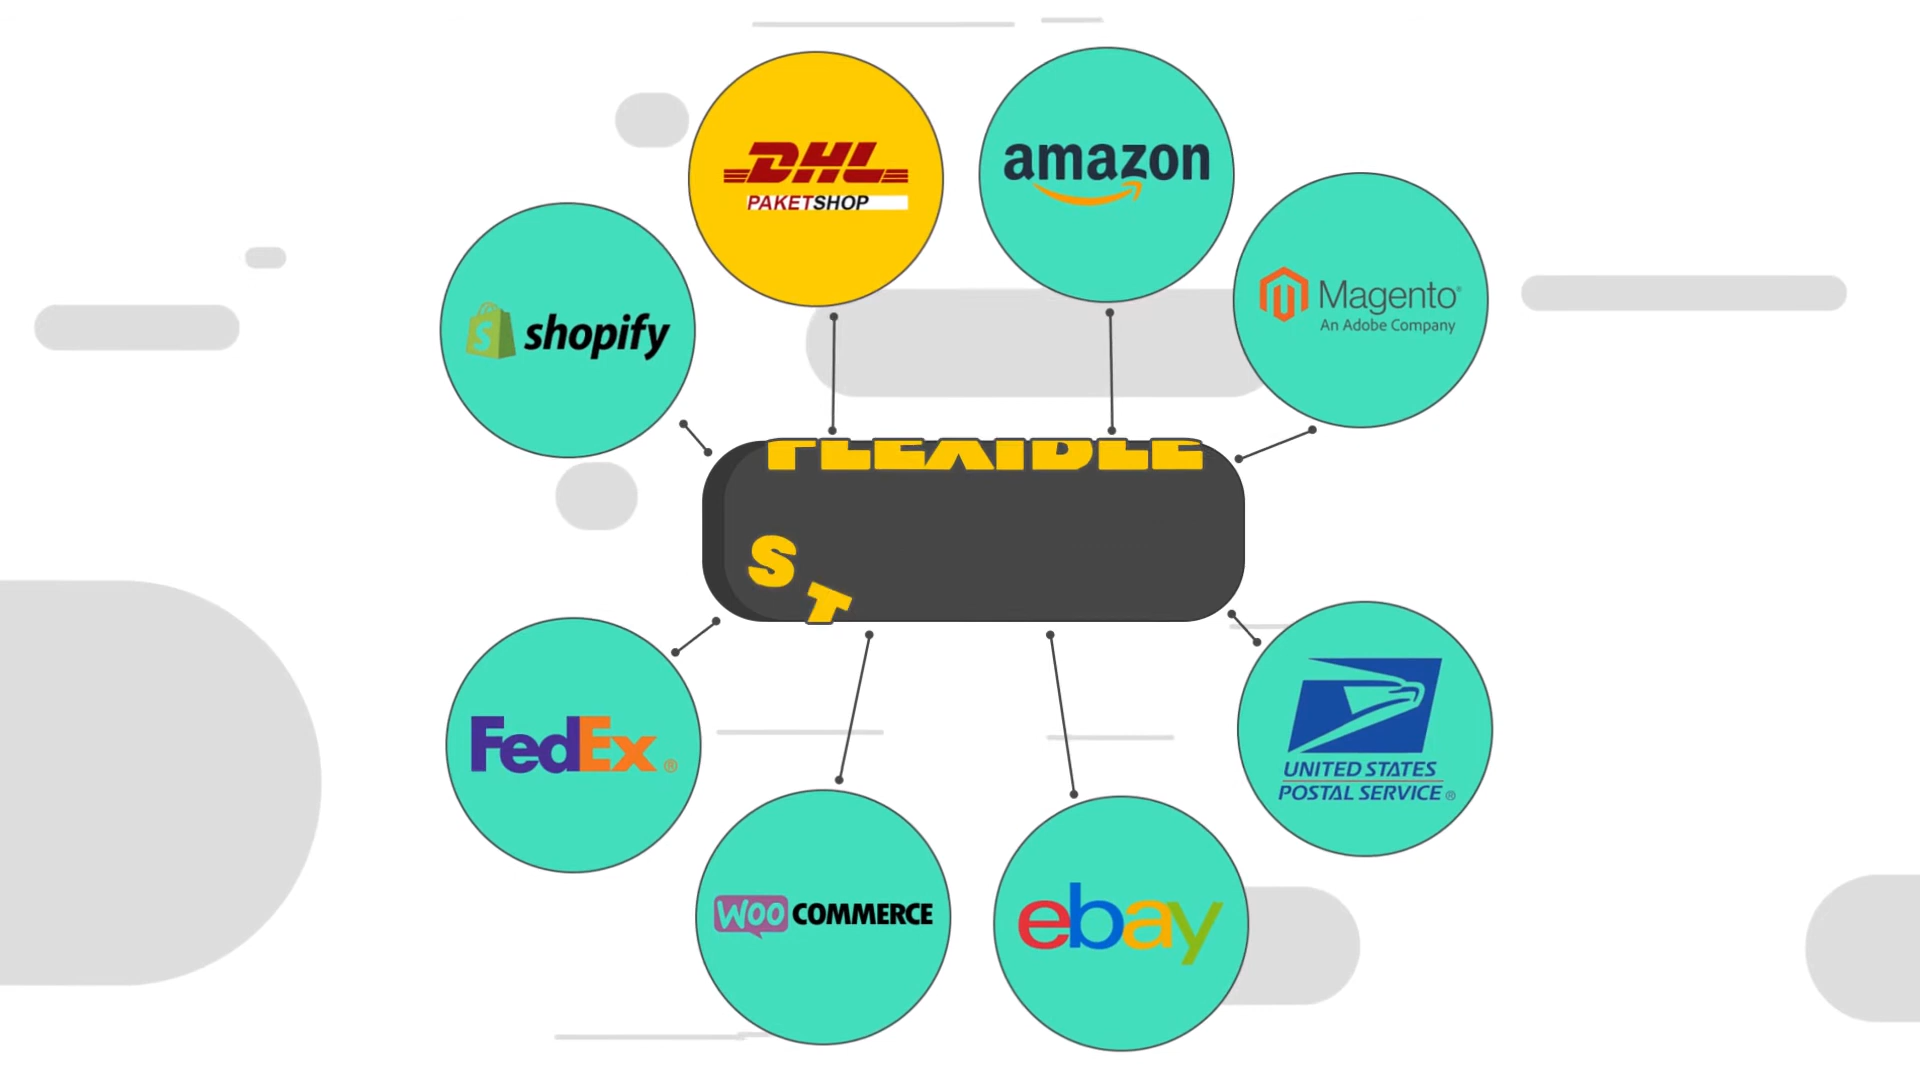 DHL
PAKETSHOP
amazon
shopify
Magento®
An Adobe Company
S
T
FedEx®
UNITED STATES
POSTAL SERVICE®
WOO COMMERCE
ebay